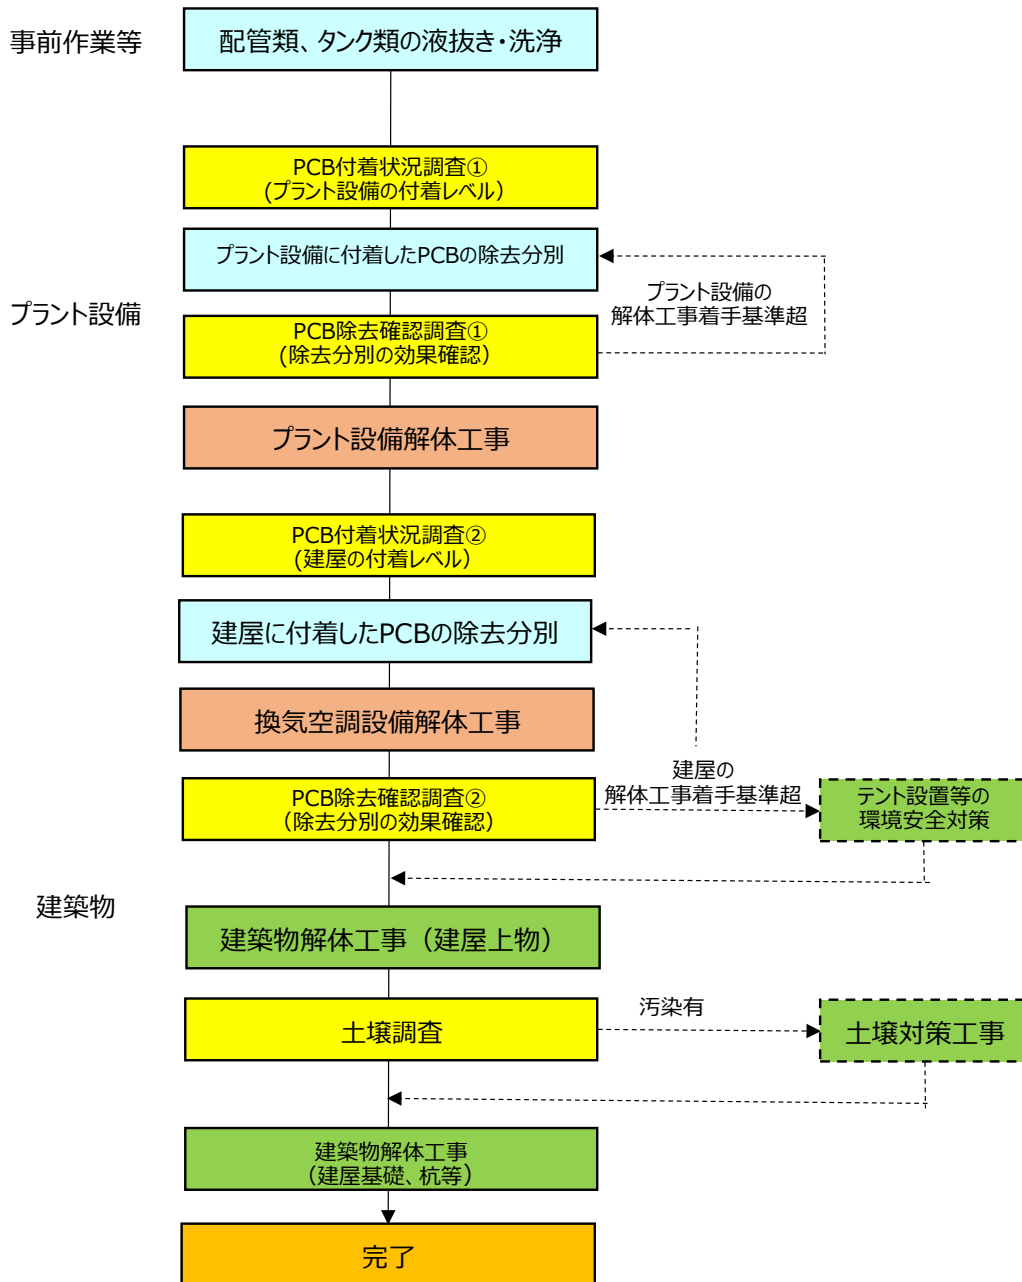 事前作業等
配管類、タンク類の液抜き・洗浄
PCB付着状況調査①
(プラント設備の付着レベル）
プラント設備に付着したPCBの除去分別
プラント設備の
解体工事着手基準超
プラント設備
PCB除去確認調査①
(除去分別の効果確認）
プラント設備解体工事
PCB付着状況調査②
(建屋の付着レベル）
建屋に付着したPCBの除去分別
換気空調設備解体工事
建屋の
解体工事着手基準超
PCB除去確認調査②
（除去分別の効果確認）
テント設置等の
環境安全対策
建築物
建築物解体工事（建屋上物）
土壌調査
汚染有
土壌対策工事
建築物解体工事
（建屋基礎、杭等）
完了